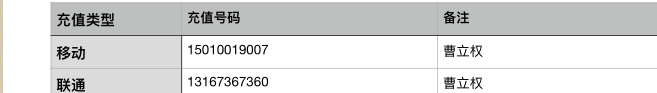 充值类型 充值号码 备注
移动 15010019007 曹立权
联通 13167367360 曹立权